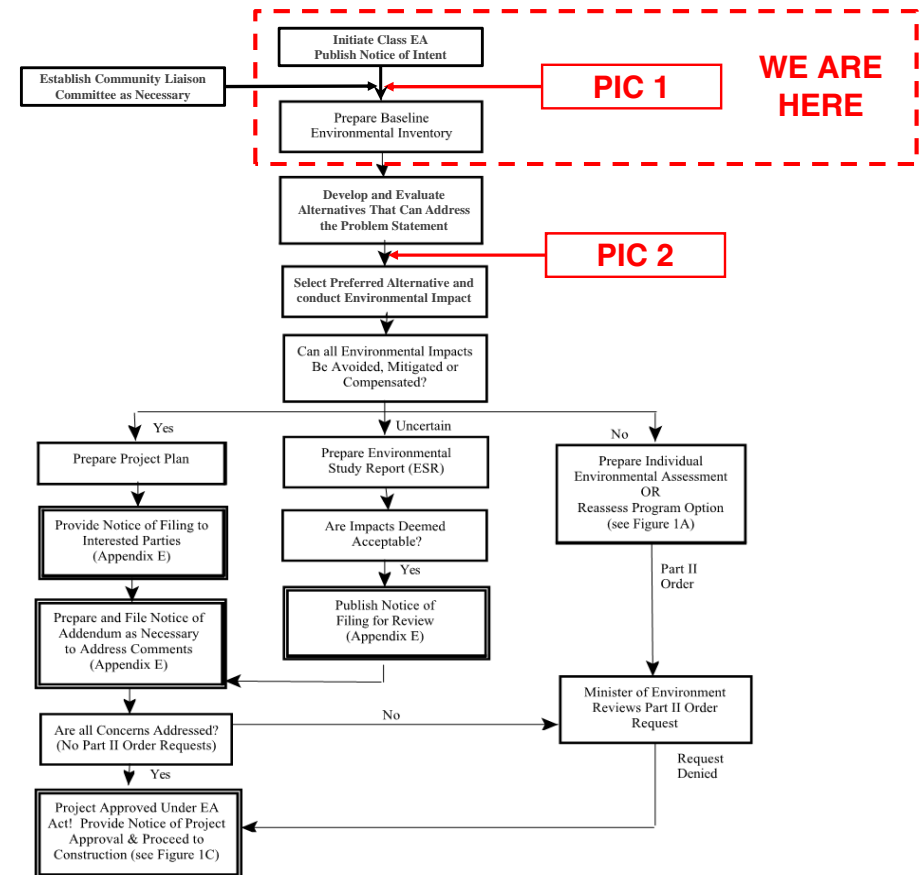 Initiate Class EA
Publish Notice of Intent
Establish Community Liaison
Committee as Necessary
PIC 1
WE ARE
HERE
Prepare Baseline
Environmental Inventory
Develop and Evaluate
Alternatives That Can Address
the Problem Statement
PIC 2
Select Preferred Alternative and
conduct Environmental Impact
Can all Environmental Impacts
Be Avoided, Mitigated or
Compensated?
Yes
Uncertain
No
Prepare Project Plan
Prepare Environmental
Study Report (ESR)
Prepare Individual
Environmental Assessment
OR
Reassess Program Option
(see Figure 1A)
Provide Notice of Filing to
Interested Parties
(Appendix E)
Are Impacts Deemed
Acceptable?
Yes
Part II
Order
Prepare and File Notice of
Addendum as Necessary
to Address Comments
(Appendix E)
Publish Notice of
Filing for Review
(Appendix E)
Are all Concerns Addressed?
(No Part II Order Requests)
No
Minister of Environment
Reviews Part II Order
Request
Yes
Request
Denied
Project Approved Under EA
Act! Provide Notice of Project
Approval & Proceed to
Construction (see Figure 1C)